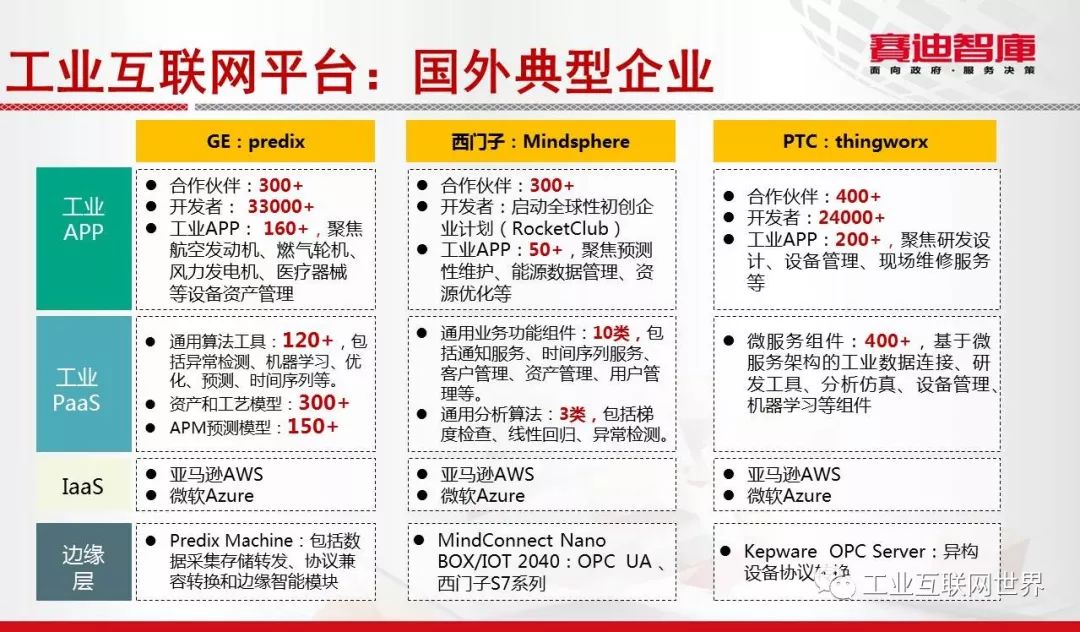 工业互联网平台：国外典型企业
赛迪智庫
面向政府·服务决策
GE：predix
西门子：Mindsphere
PTC：thingworx
工业
APP
● 合作伙伴：300+
● 开发者： 33000+
● 工业APP： 160+，聚焦
航空发动机、燃气轮机、
风力发电机、医疗器械
等设备资产管理
● 合作伙伴：300+
● 开发者：启动全球性初创企
业计划（RocketClub）
● 工业APP：50+，聚焦预测
性维护、能源数据管理、资
源优化等
● 合作伙伴：400+
● 开发者：24000+
● 工业APP：200+，聚焦研发设
计、设备管理、现场维修服务
等
工业
PaaS
● 通用算法工具：120+，包
括异常检测、机器学习、优
化、预测、时间序列等。
● 资产和工艺模型：300+
● APM预测模型：150+
● 通用业务功能组件：10类，包
括通知服务、时间序列服务、
客户管理、资产管理、用户管
理等。
● 通用分析算法：3类，包括梯
度检查、线性回归、异常检测。
● 微服务组件：400+，基于微
服务架构的工业数据连接、研
发工具、分析仿真、设备管理、
机器学习等组件
IaaS
● 亚马逊AWS
● 微软Azure
● 亚马逊AWS
● 微软Azure
● 亚马逊AWS
● 微软Azure
边缘
层
● Predix Machine：包括数
据采集存储转发、协议兼
容转换和边缘智能模块
● MindConnect Nano
BOX/IOT 2040：OPC UA 、
西门子S7系列
● Kepware OPC Server：异构
设备协议转换
工业互联网世界